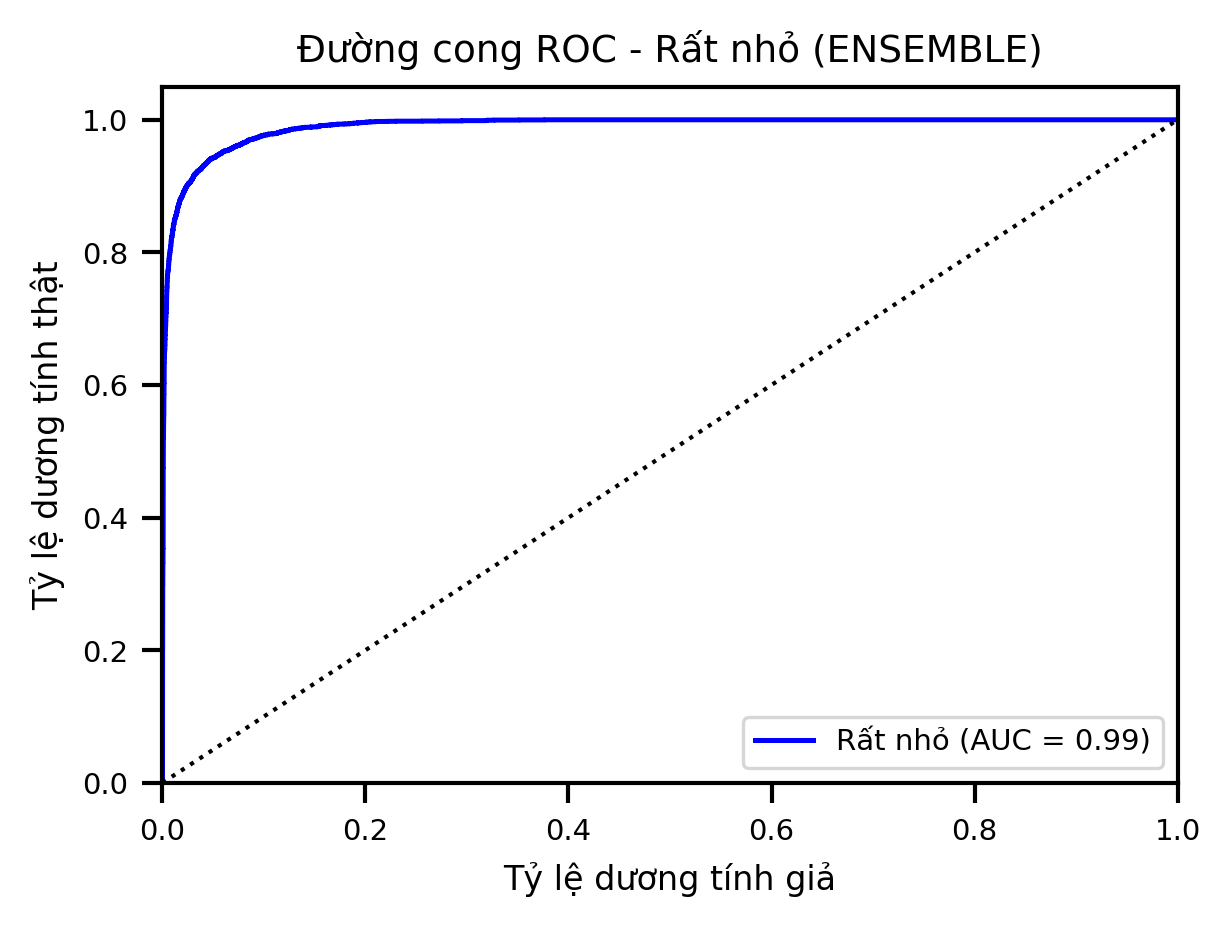 Đường cong ROC - Rất nhỏ (ENSEMBLE)
Tỷ lệ dương tính thật
1.0
0.8
0.6
0.4
0.2
0.0
Rất nhỏ (AUC = 0.99)
0.0 0.2 0.4 0.6 0.8 1.0
Tỷ lệ dương tính giả